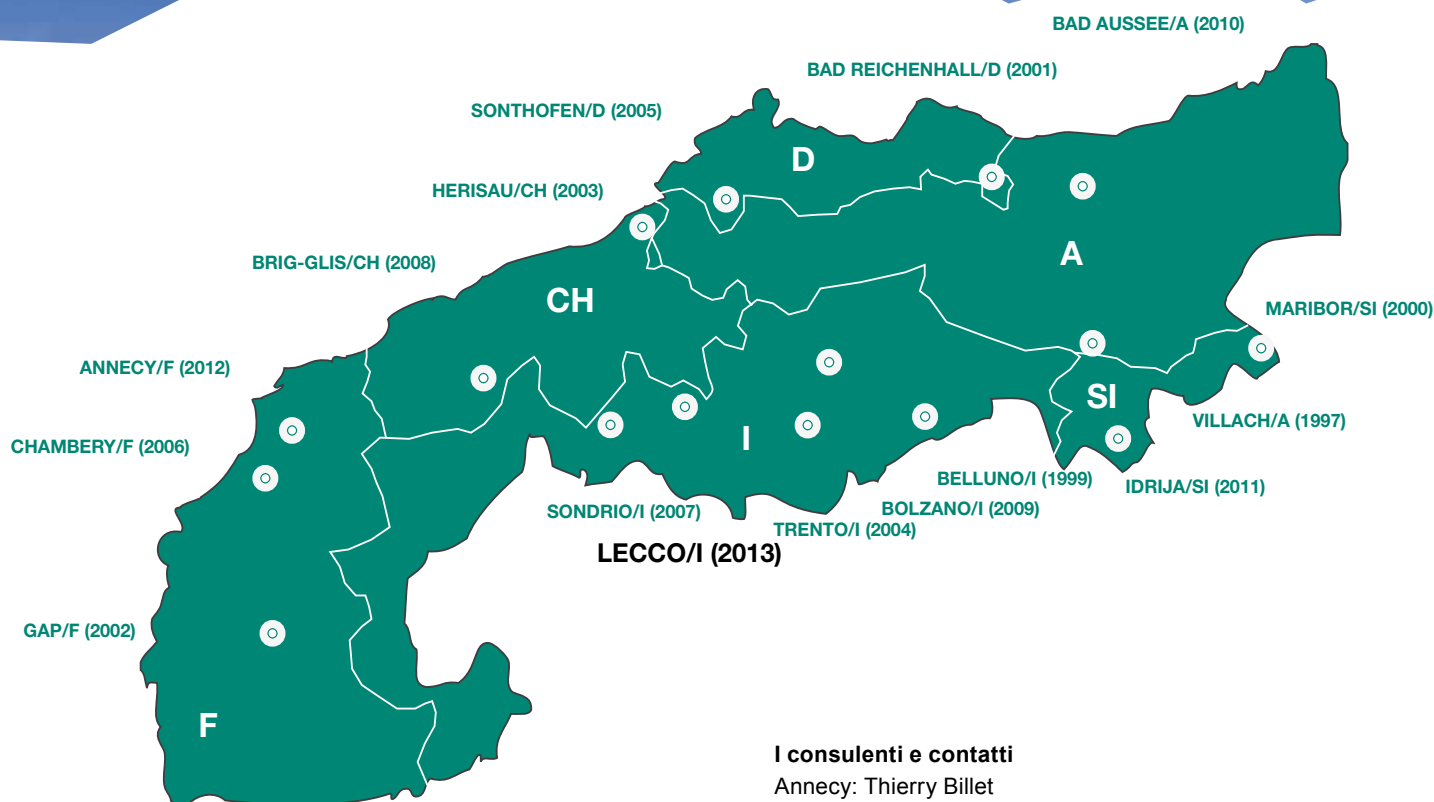 BAD AUSSEE/A (2010)
BAD REICHENHALL/D (2001)
SONTHOFEN/D (2005)
D
HERISAU/CH (2003)
A
BRIG-GLIS/CH (2008)
CH
MARIBOR/SI (2000)
ANNECY/F (2012)
SI
VILLACH/A (1997)
I
CHAMBERY/F (2006)
BELLUNO/I (1999)
IDRIJA/SI (2011)
SONDRIO/I (2007)
BOLZANO/I (2009)
TRENTO/I (2004)
LECCO/I (2013)
GAP/F (2002)
F
I consulenti e contatti
Annecy: Thierry Billet